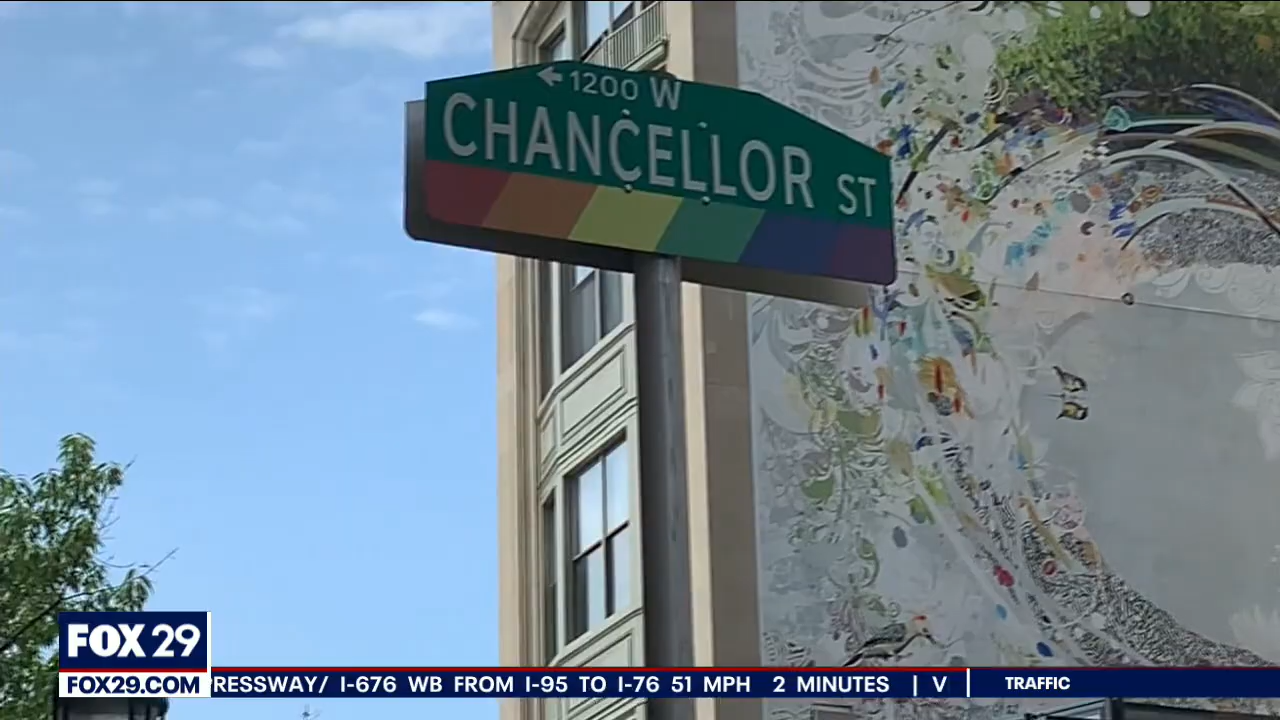 ← 1200 W
CHANCELLOR ST
FOX 29
FOX29.COM
RESSWAY/ I-676 WB FROM I-95 TO I-76 51 MPH 2 MINUTES | V
TRAFFIC